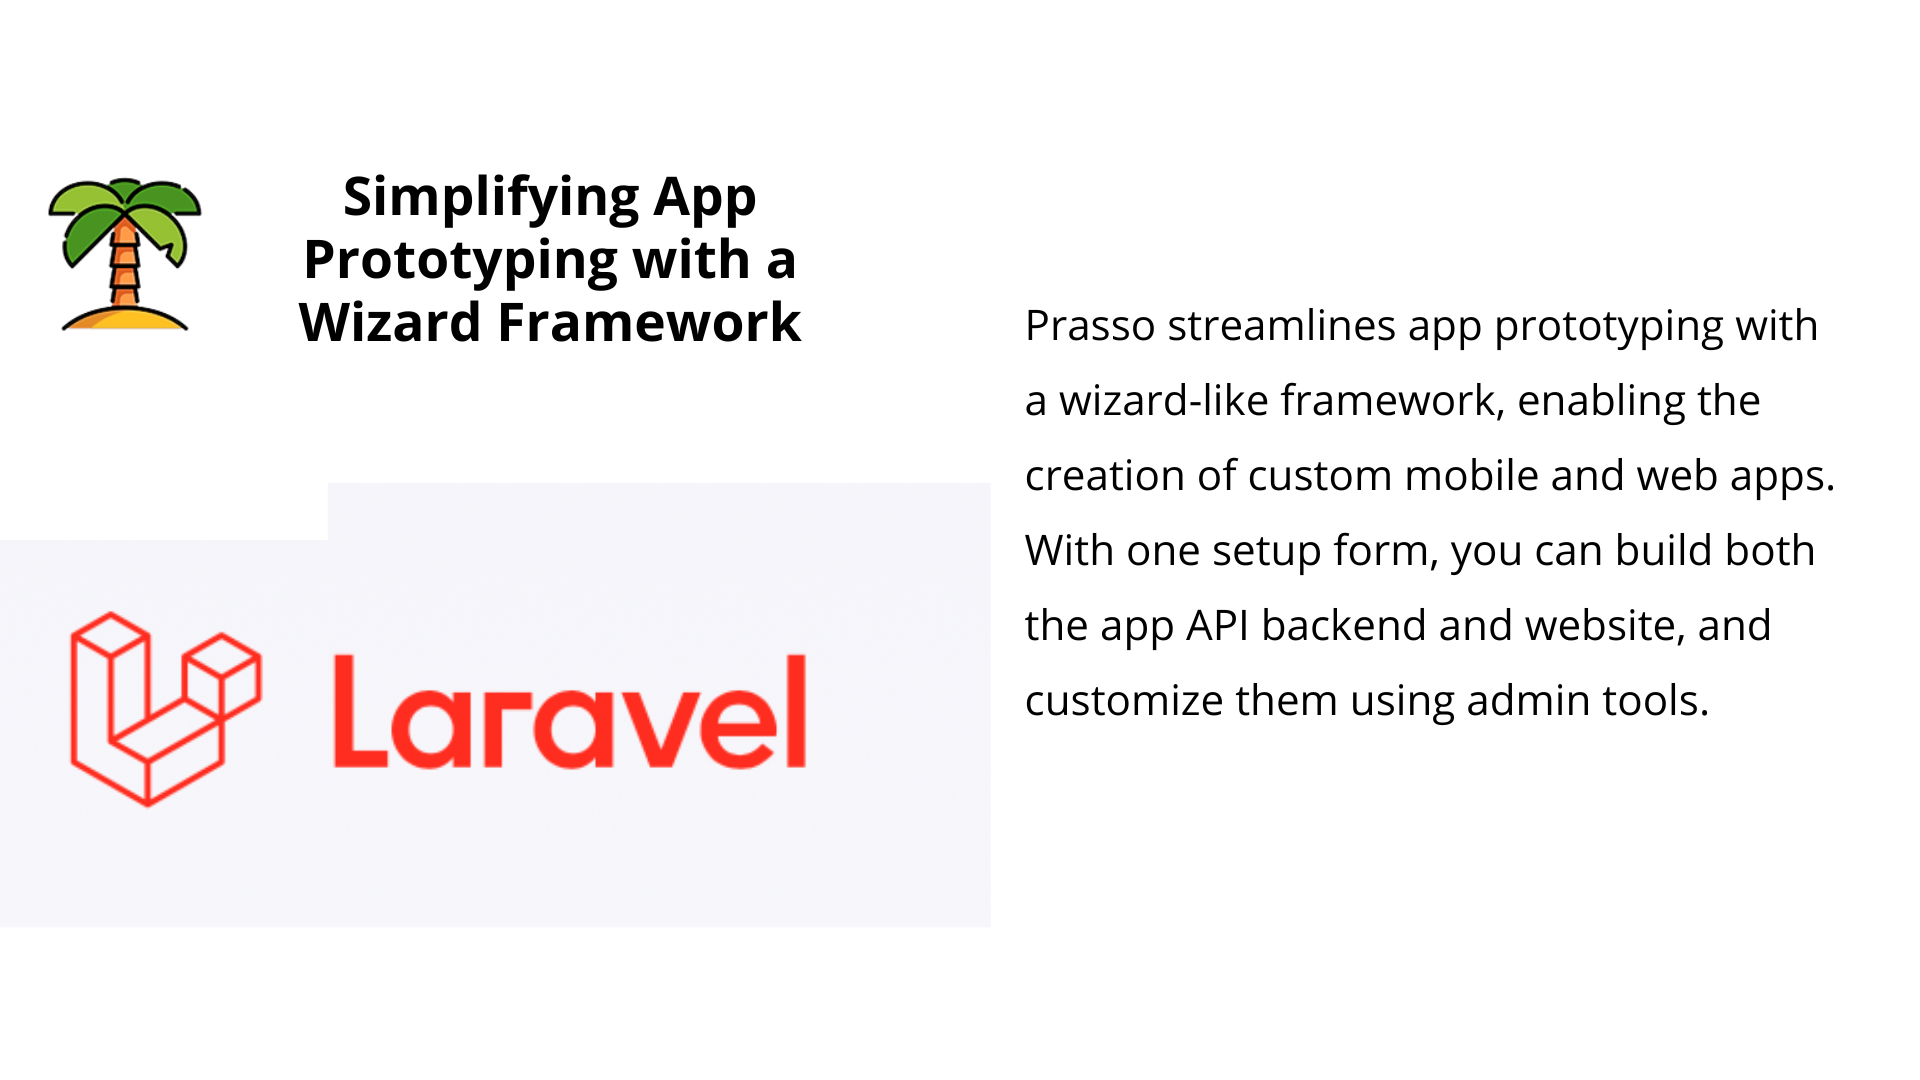 Simplifying App
Prototyping with a
Wizard Framework
Laravel
Prasso streamlines app prototyping with
a wizard-like framework, enabling the
creation of custom mobile and web apps.
With one setup form, you can build both
the app API backend and website, and
customize them using admin tools.